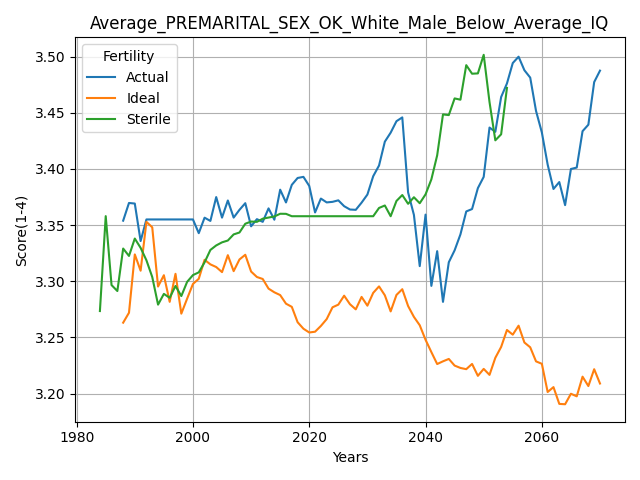 Average_PREMARITAL_SEX_OK_White_Male_Below_Average_IQ
Fertility
Actual
Ideal
Sterile
Score(1-4)
3.50
3.45
3.40
3.35
3.30
3.25
3.20
1980
2000
2020
2040
2060
Years